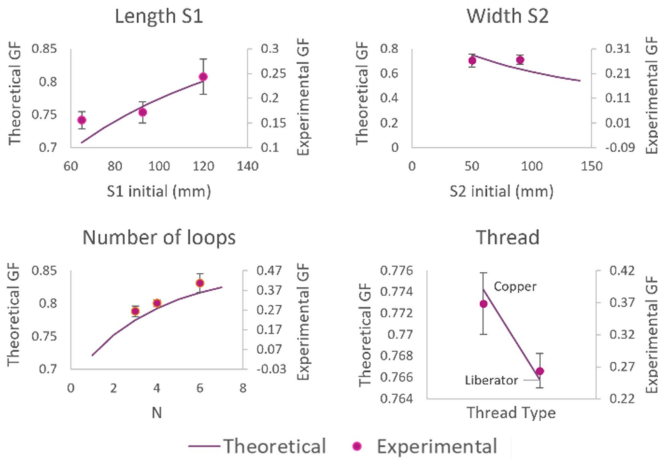 Length S1
Theoretical GF
0.85
0.8
0.75
0.7
0.3
0.25
0.2
0.15
0.1
Experimental GF
60 80 100 120 140
S1 initial (mm)
Width S2
Theoretical GF
0.8
0.6
0.4
0.2
0
0.31
0.21
0.11
0.01
-0.09
Experimental GF
0 50 100 150
S2 initial (mm)
Number of loops
Theoretical GF
0.85
0.8
0.75
0.7
0.47
0.37
0.27
0.17
0.07
-0.03
Experimental GF
0 2 4 6 8
N
Thread
Theoretical GF
0.776
0.774
0.772
0.77
0.768
0.766
0.764
Copper
Liberator
0.42
0.37
0.32
0.27
0.22
Experimental GF
Thread Type
Theoretical Experimental